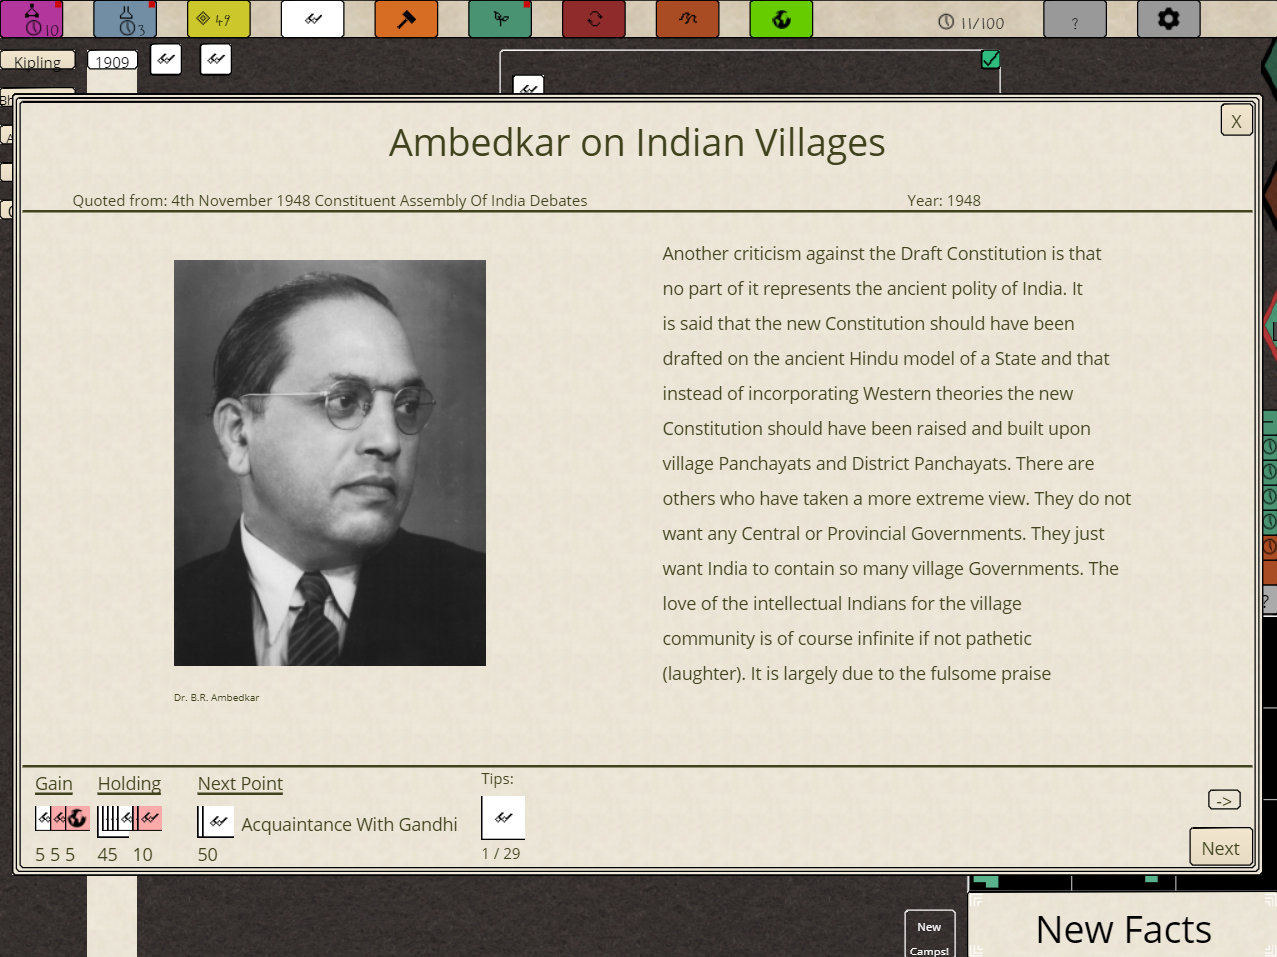 10
3
49
11/100
?
Kipling
1909
Ambedkar on Indian Villages
X
Quoted from: 4th November 1948 Constituent Assembly Of India Debates
Year: 1948
Another criticism against the Draft Constitution is that
no part of it represents the ancient polity of India. It
is said that the new Constitution should have been
drafted on the ancient Hindu model of a State and that
instead of incorporating Western theories the new
Constitution should have been raised and built upon
village Panchayats and District Panchayats. There are
others who have taken a more extreme view. They do not
want any Central or Provincial Governments. They just
want India to contain so many village Governments. The
love of the intellectual Indians for the village
community is of course infinite if not pathetic
(laughter). It is largely due to the fulsome praise
Dr. B.R. Ambedkar
?
Gain
Holding
Next Point
Tips:
Acquaintance With Gandhi
->
5 5 5
45
10
50
1 / 29
Next
New
Camps!
New Facts